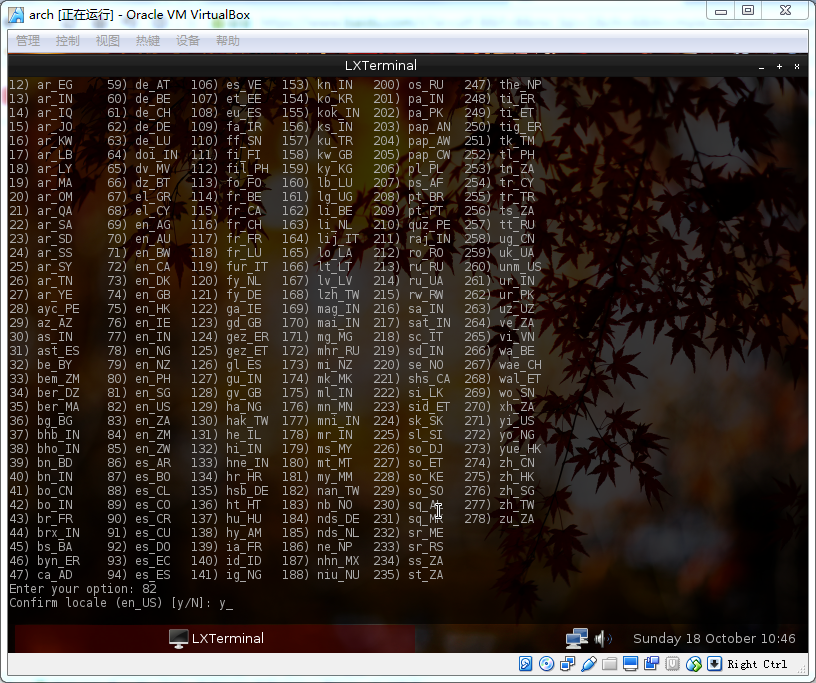 arch [正在运行] - Oracle VM VirtualBox
管理 控制 视图 热键 设备 帮助
LXTerminal
12) ar_EG 59) de_AT 106) es_VE 153) kn_IN 200) os_RU 247) the_NP
13) ar_IN 60) de_BE 107) et_EE 154) ko_KR 201) pa_IN 248) ti_ER
14) ar_IQ 61) de_CH 108) eu_ES 155) kok_IN 202) pa_PK 249) ti_ET
15) ar_JO 62) de_DE 109) fa_IR 156) ks_IN 203) pap_AN 250) tig_ER
16) ar_KW 63) de_LU 110) ff_SN 157) ku_TR 204) pap_AW 251) tk_TM
17) ar_LB 64) doi_IN 111) fi_FI 158) kw_GB 205) pap_CW 252) tl_PH
18) ar_LY 65) dv_MV 112) fil_PH 159) ky_KG 206) pl_PL 253) tn_ZA
19) ar_MA 66) dz_BT 113) fo_FO 160) lb_LU 207) ps_AF 254) tr_CY
20) ar_OM 67) el_GR 114) fr_BE 161) lg_UG 208) pt_BR 255) tr_TR
21) ar_QA 68) el_CY 115) fr_CA 162) li_BE 209) pt_PT 256) ts_ZA
22) ar_SA 69) en_AG 116) fr_CH 163) li_NL 210) quz_PE 257) tt_RU
23) ar_SD 70) en_AU 117) fr_FR 164) lij_IT 211) raj_IN 258) ug_CN
24) ar_SS 71) en_BW 118) fr_LU 165) lo_LA 212) ro_RO 259) uk_UA
25) ar_SY 72) en_CA 119) fur_IT 166) lt_LT 213) ru_RU 260) unm_US
26) ar_TN 73) en_DK 120) fy_NL 167) lv_LV 214) ru_UA 261) ur_IN
27) ar_YE 74) en_GB 121) fy_DE 168) lzh_TW 215) rw_RW 262) ur_PK
28) ayc_PE 75) en_HK 122) ga_IE 169) mag_IN 216) sa_IN 263) uz_UZ
29) az_AZ 76) en_IE 123) gd_GB 170) mai_IN 217) sat_IN 264) ve_ZA
30) as_IN 77) en_IN 124) gez_ER 171) mg_MG 218) sc_IT 265) vi_VN
31) ast_ES 78) en_NG 125) gez_ET 172) mhr_RU 219) sd_IN 266) wa_BE
32) be_BY 79) en_NZ 126) gl_ES 173) mi_NZ 220) se_NO 267) wae_CH
33) bem_ZM 80) en_PH 127) gu_IN 174) mk_MK 221) shs_CA 268) wal_ET
34) ber_DZ 81) en_SG 128) gv_GB 175) ml_IN 222) si_LK 269) wo_SN
35) ber_MA 82) en_US 129) ha_NG 176) mn_MN 223) sid_ET 270) xh_ZA
36) bg_BG 83) en_ZA 130) hak_TW 177) mni_IN 224) sk_SK 271) yi_US
37) bhb_IN 84) en_ZM 131) he_IL 178) mr_IN 225) sl_SI 272) yo_NG
38) bho_IN 85) en_ZW 132) hi_IN 179) ms_MY 226) so_DJ 273) yue_HK
39) bn_BD 86) es_AR 133) hne_IN 180) mt_MT 227) so_ET 274) zh_CN
40) bn_IN 87) es_BO 134) hr_HR 181) my_MM 228) so_KE 275) zh_HK
41) bo_CN 88) es_CL 135) hsb_DE 182) nan_TW 229) so_SO 276) zh_SG
42) bo_IN 89) es_CO 136) ht_HT 183) nb_NO 230) 277) zh_TW
43) br_FR 90) es_CR 137) hu_HU 184) nds_DE 231) sq_MK 278) zu_ZA
44) brx_IN 91) es_CU 138) hy_AM 185) nds_NL 232) sr_ME
45) bs_BA 92) es_DO 139) ia_FR 186) ne_NP 233) sr_RS
46) byn_ER 93) es_EC 140) id_ID 187) nhn_MX 234) ss_ZA
47) ca_AD 94) es_ES 141) ig_NG 188) niu_NU 235) st_ZA
Enter your option: 82
Confirm locale (en_US) [y/N]: y_
LXTerminal Sunday 18 October 10:46
Right Ctrl